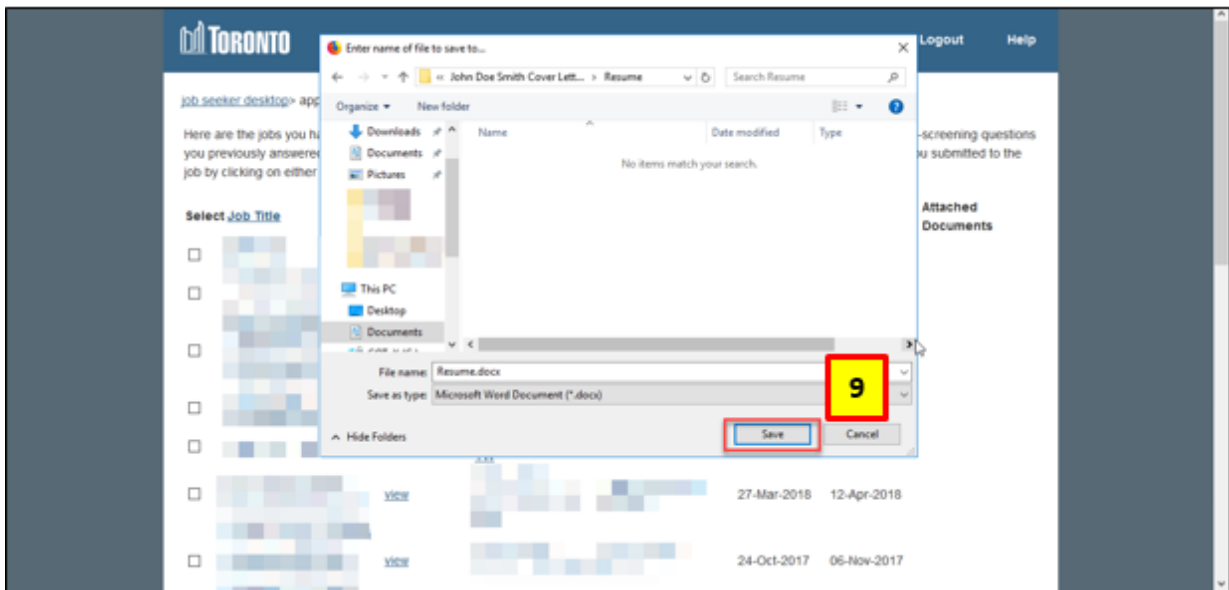 TORONTO
Logout Help
Enter name of file to save to...
« John Doe Smith Cover Lett... > Resume
Search Resume
job seeker desktop> app
Organize New folder
Here are the jobs you ha
-screening questions
you previously answere
ou submitted to the
job by clicking on either
Downloads
Documents
Pictures
Name Date modified Type
No items match your search.
Select Job Title
Attached
Documents
This PC
Desktop
Documents
File name: Resume.docx
Save as type: Microsoft Word Document (*.docx)
9
Hide Folders
Save Cancel
view 27-Mar-2018 12-Apr-2018
view 24-Oct-2017 06-Nov-2017